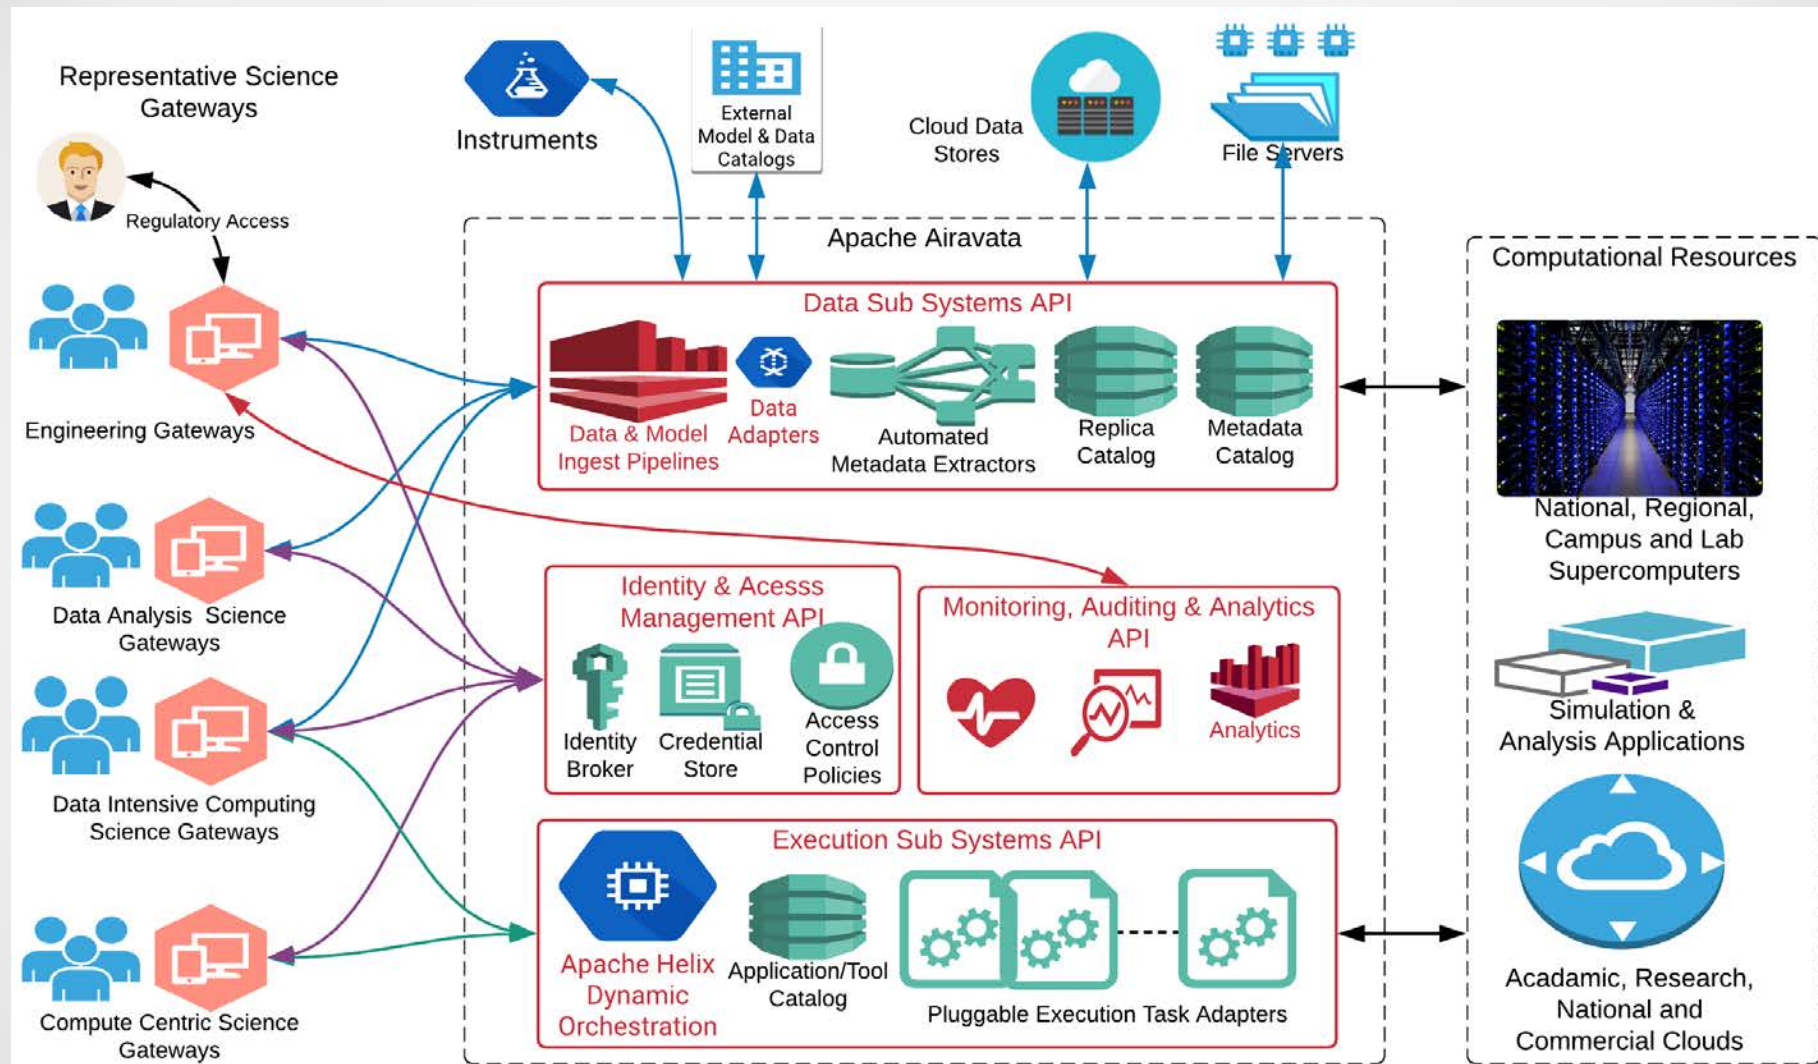 Representative Science
Gateways
Regulatory Access
Engineering Gateways
Data Analysis Science
Gateways
Data Intensive Computing
Science Gateways
Compute Centric Science
Gateways
Instruments
External
Model & Data
Catalogs
Cloud Data
Stores
File Servers
Apache Airavata
Data Sub Systems API
Data & Model
Ingest Pipelines
Data
Adapters
Automated
Metadata Extractors
Replica
Catalog
Metadata
Catalog
Identity & Acesss
Management API
Identity
Broker
Credential
Store
Access
Control
Policies
Monitoring, Auditing & Analytics
API
Analytics
Execution Sub Systems API
Apache Helix
Dynamic
Orchestration
Application/Tool
Catalog
Pluggable Execution Task Adapters
Computational Resources
National, Regional,
Campus and Lab
Supercomputers
Simulation &
Analysis Applications
Acadamic, Research,
National and
Commercial Clouds